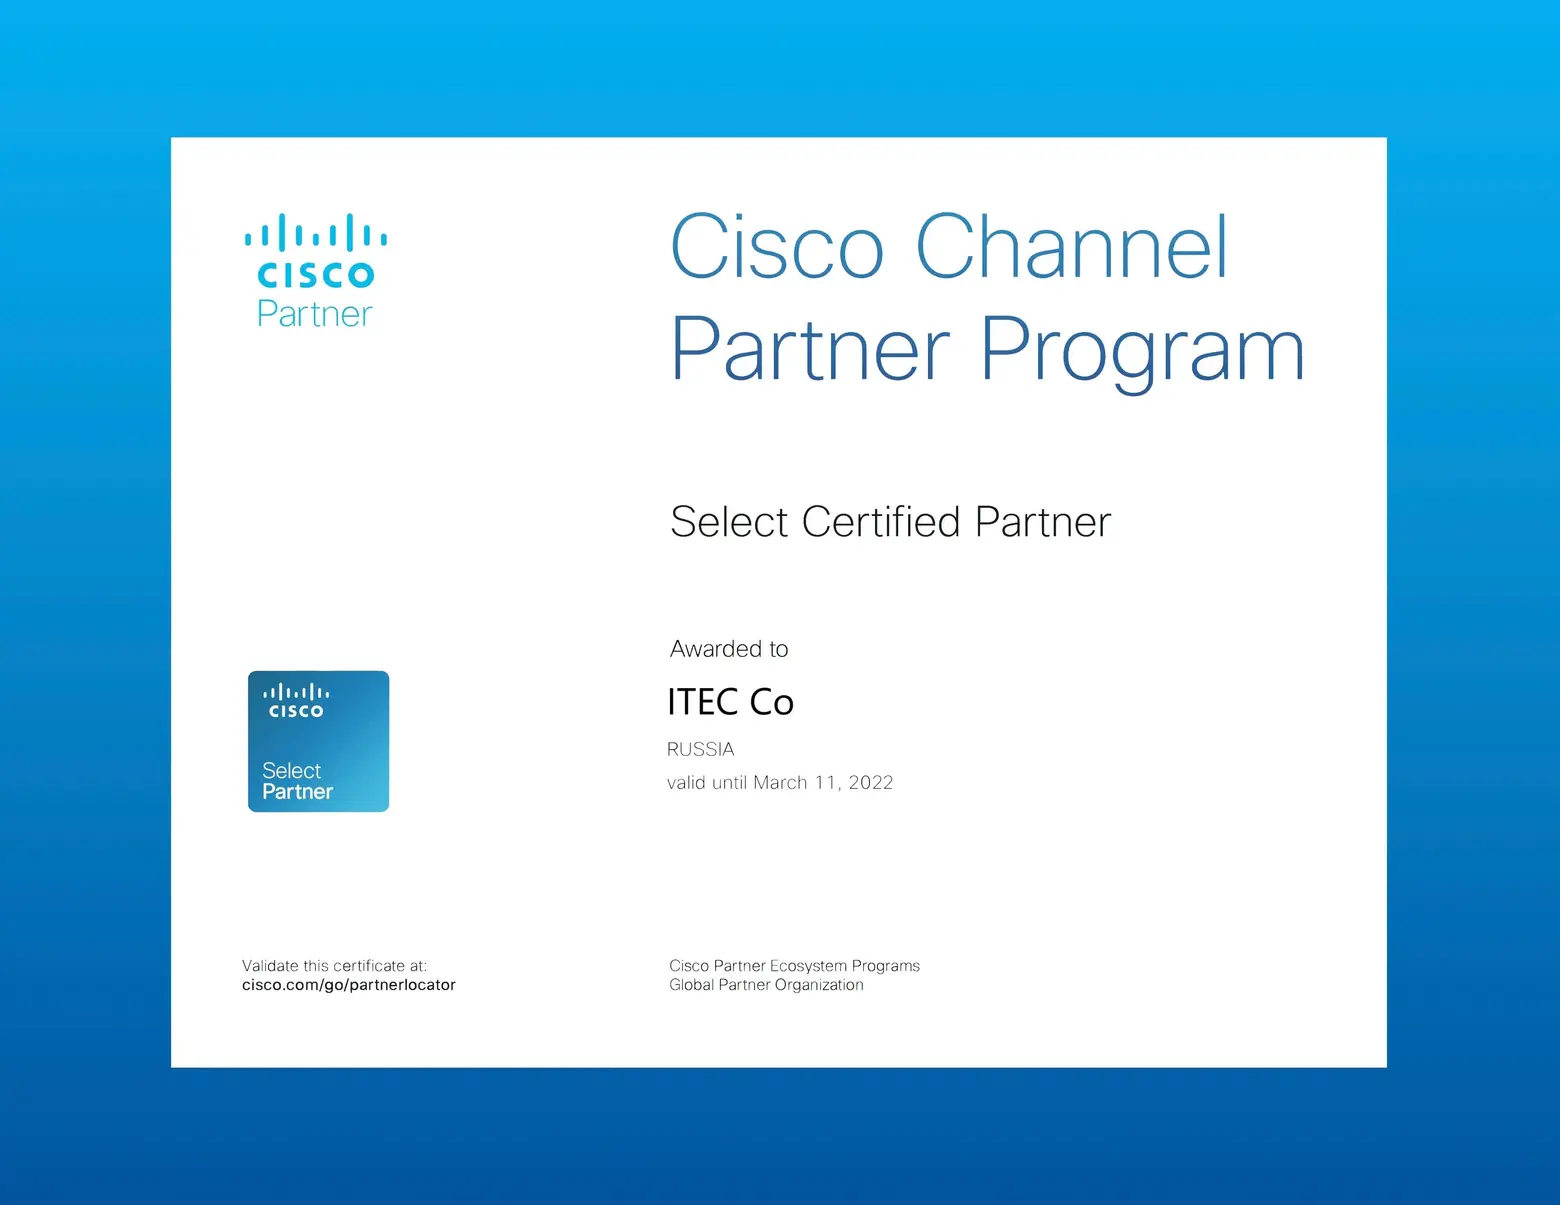 cisco
Partner
Cisco Channel
Partner Program
Select Certified Partner
Awarded to
ITEC Co
RUSSIA
valid until March 11, 2022
cisco
Select
Partner
Validate this certificate at:
cisco.com/go/partnerlocator
Cisco Partner Ecosystem Programs
Global Partner Organization